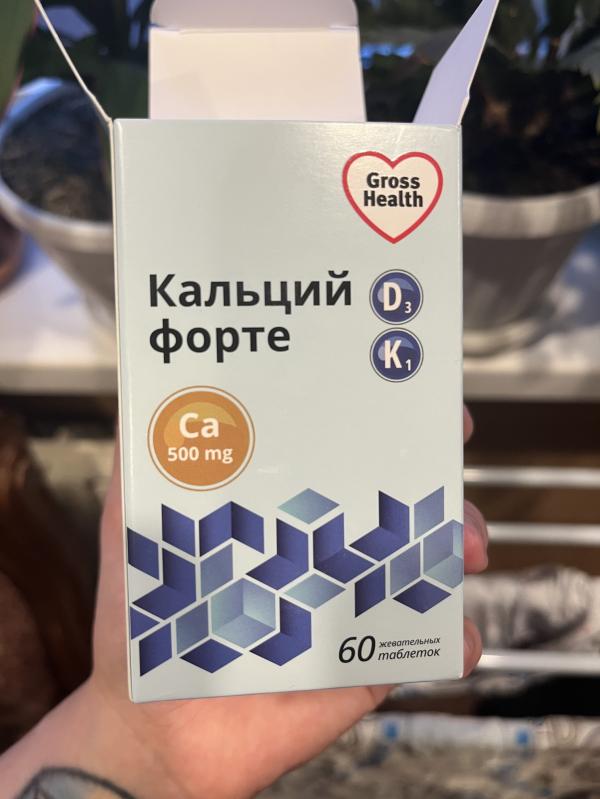 Gross
Health
Кальций
форте
D3
K1
Ca
500 mg
60 жевательных
таблеток